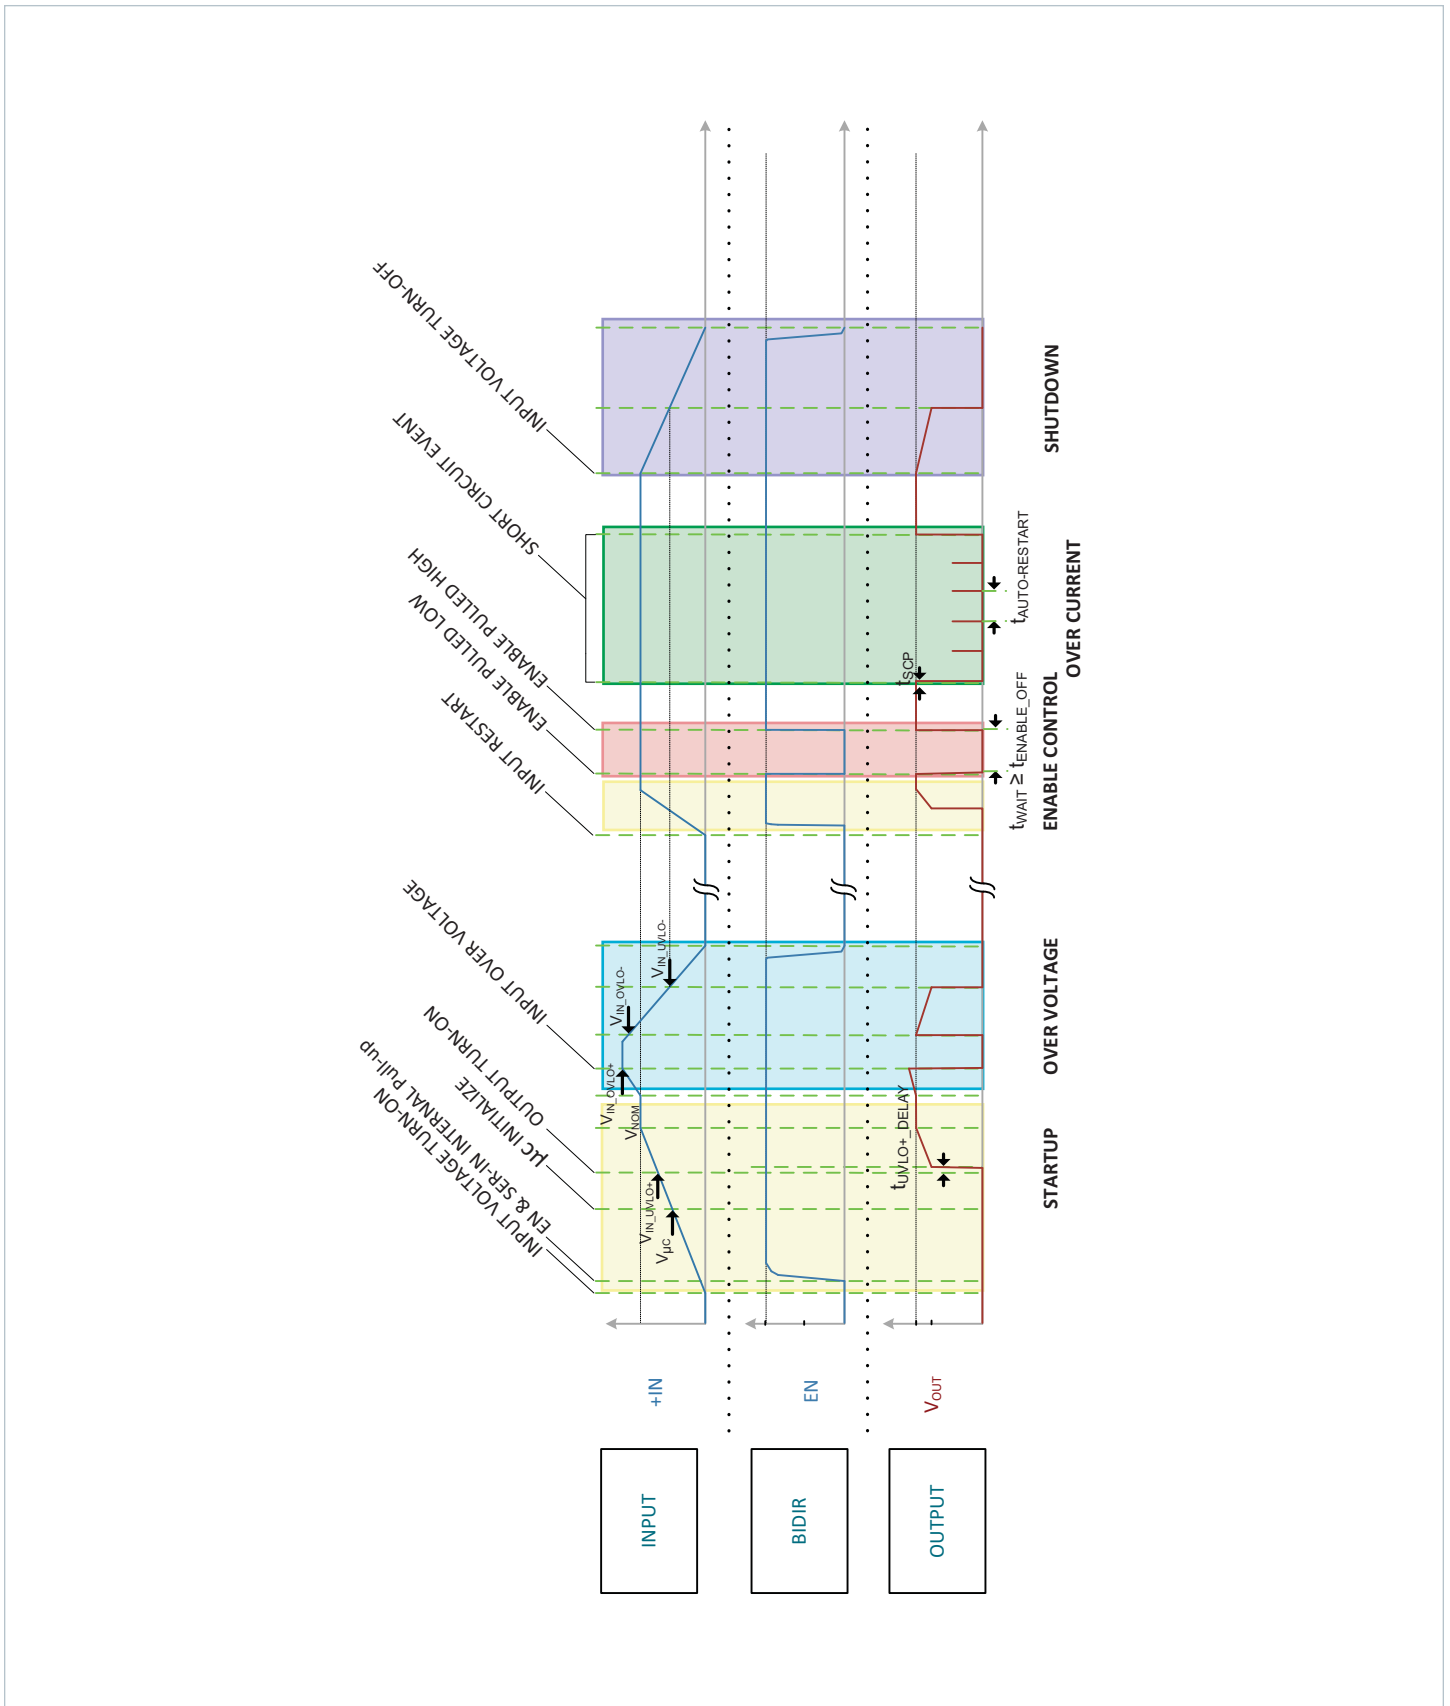 INPUT VOLTAGE TURN-ON
EN & SER-IN INTERNAL Pull-up
µC INITIALIZE
OUTPUT TURN-ON
INPUT OVER VOLTAGE
INPUT RESTART
ENABLE PULLED LOW
ENABLE PULLED HIGH
SHORT CIRCUIT EVENT
INPUT VOLTAGE TURN-OFF
INPUT
+IN
VµC
VIN_UVLO+
VNOM
VIN_OVLO+
VIN_OVLO-
VIN_UVLO-
BIDIR
EN
OUTPUT
VOUT
tUVLO+_DELAY
tSCP
tWAIT ≥ tENABLE_OFF
tAUTO-RESTART
STARTUP
OVER VOLTAGE
ENABLE CONTROL
OVER CURRENT
SHUTDOWN